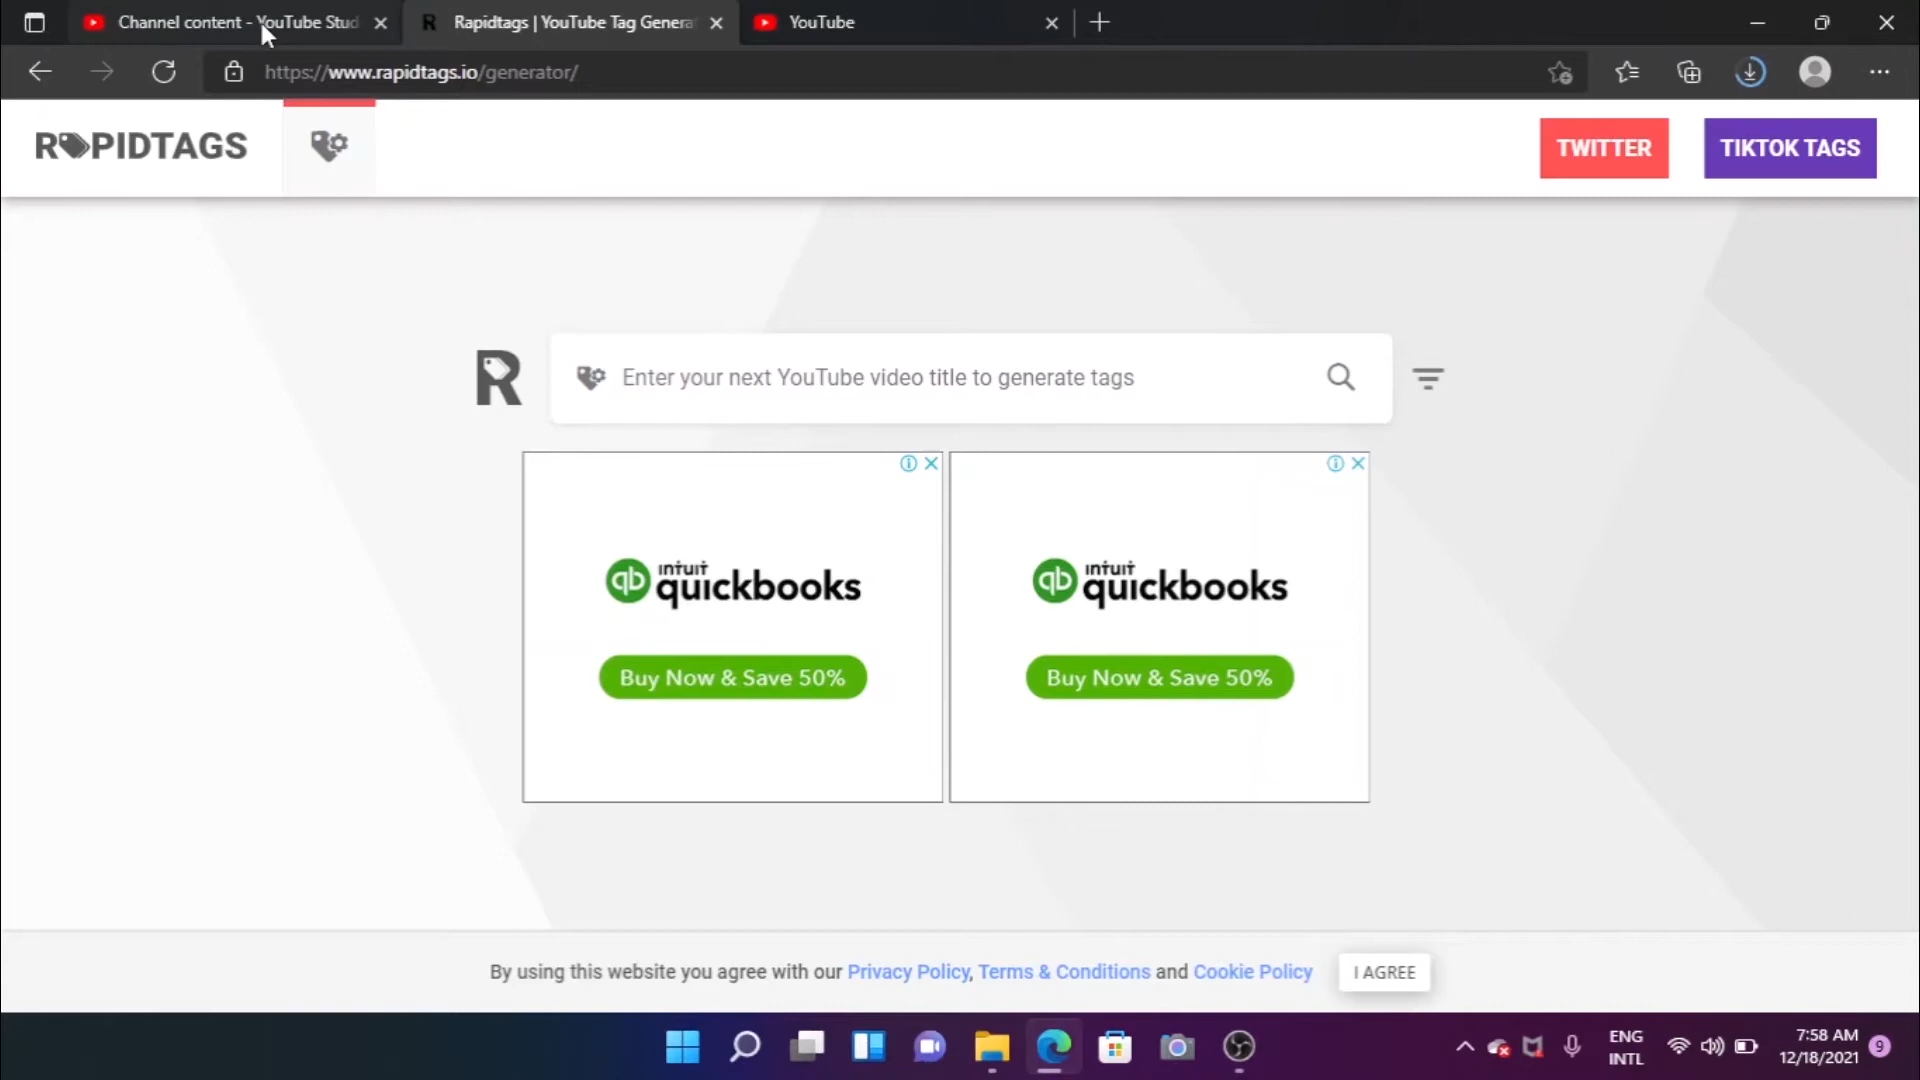 Channel content - YouTube Stud
Rapidtags | YouTube Tag Genera
YouTube
https://www.rapidtags.io/generator/
RAPIDTAGS
TWITTER
TIKTOK TAGS
R
Enter your next YouTube video title to generate tags
intuit
quickbooks
Buy Now & Save 50%
intuit
quickbooks
Buy Now & Save 50%
By using this website you agree with our Privacy Policy, Terms & Conditions and Cookie Policy
I AGREE
ENG
INTL
7:58 AM
12/18/2021
9